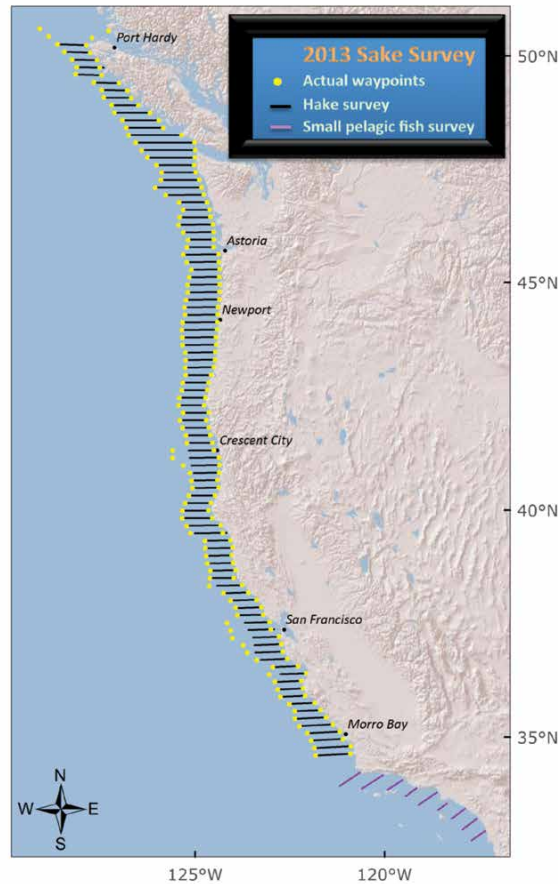 2013 Sake Survey
Actual waypoints
Hake survey
Small pelagic fish survey
Port Hardy
50°N
Astoria
45°N
Newport
Crescent City
40°N
San Francisco
Morro Bay
35°N
N
W E
S
125°W 120°W